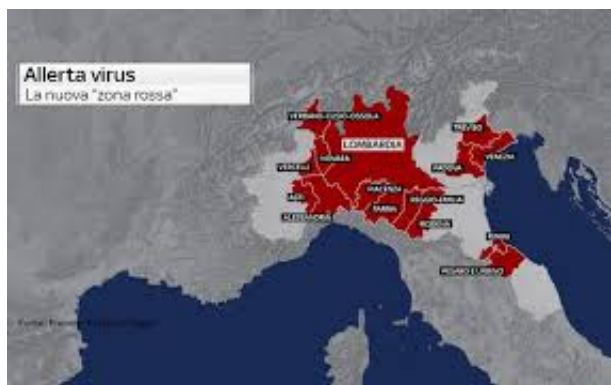 Allerta virus
La nuova "zona rossa"
VERBANO-CUSIO-OSSOLA
LOMBARDIA
TREVISO
NOVARA
VENEZIA
PADOVA
VERCELLI
PIACENZA
ASTI
REGGIO-EMILIA
PARMA
ALESSANDRIA
MODENA
RIMINI
PESARO E URBINO